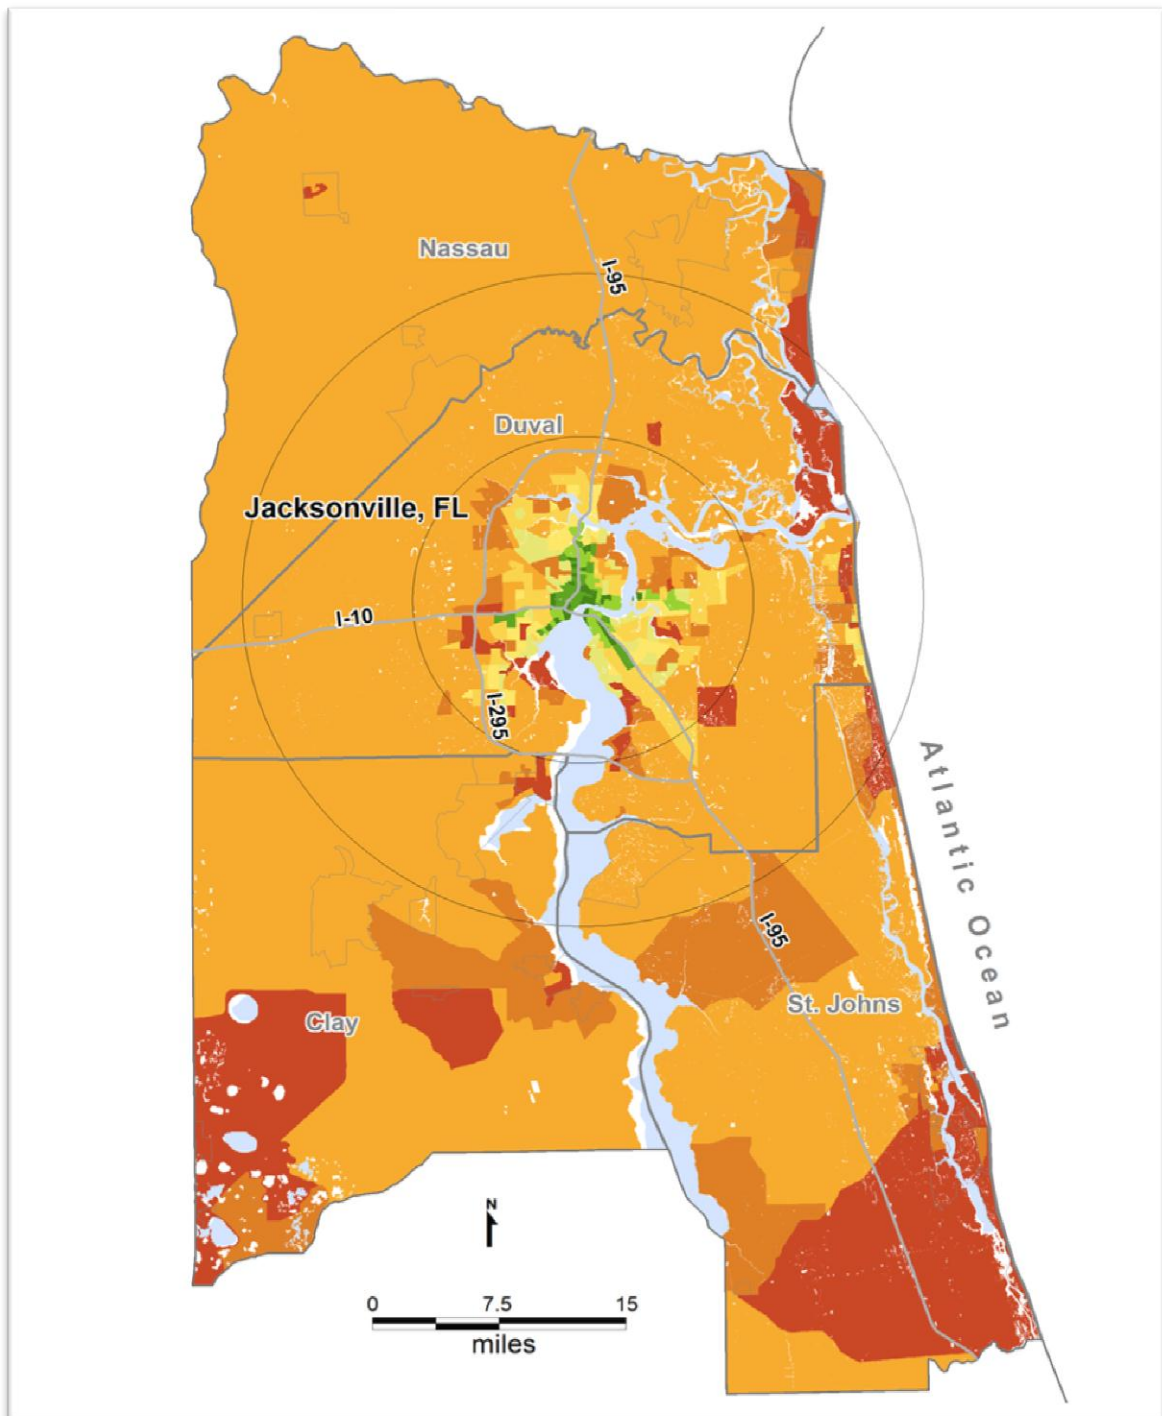 Nassau
I-95
Duval
Jacksonville, FL
I-10
I-295
Atlantic Ocean
I-95
St. Johns
Clay
N
0 7.5 15
miles